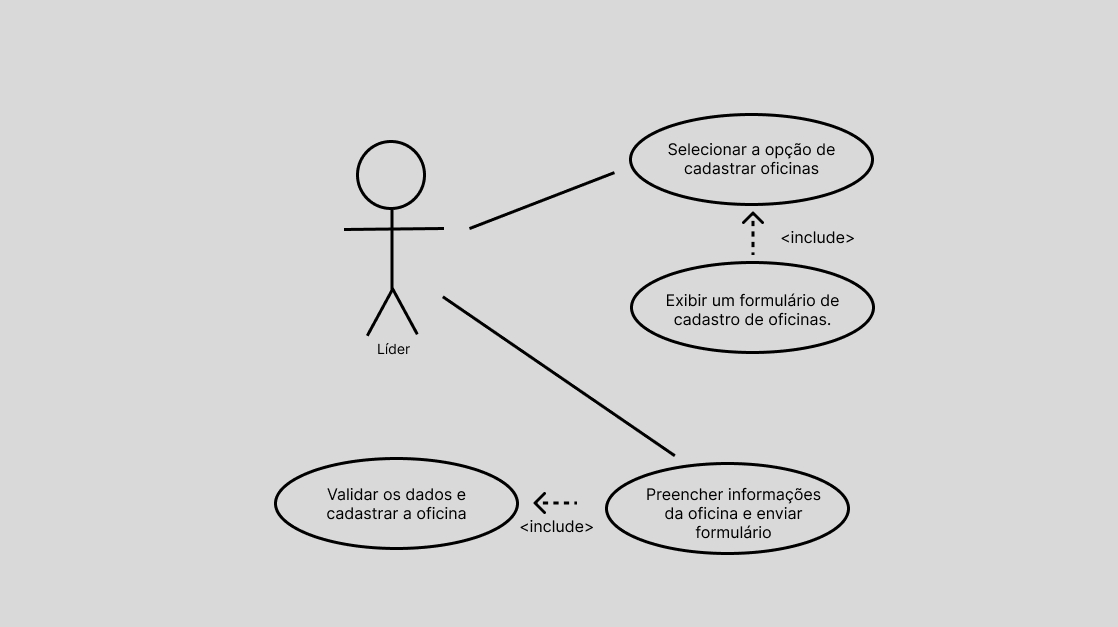 Selecionar a opção de
cadastrar oficinas
<include>
Exibir um formulário de
cadastro de oficinas.
Líder
Validar os dados e
cadastrar a oficina
<include>
Preencher informações
da oficina e enviar
formulário